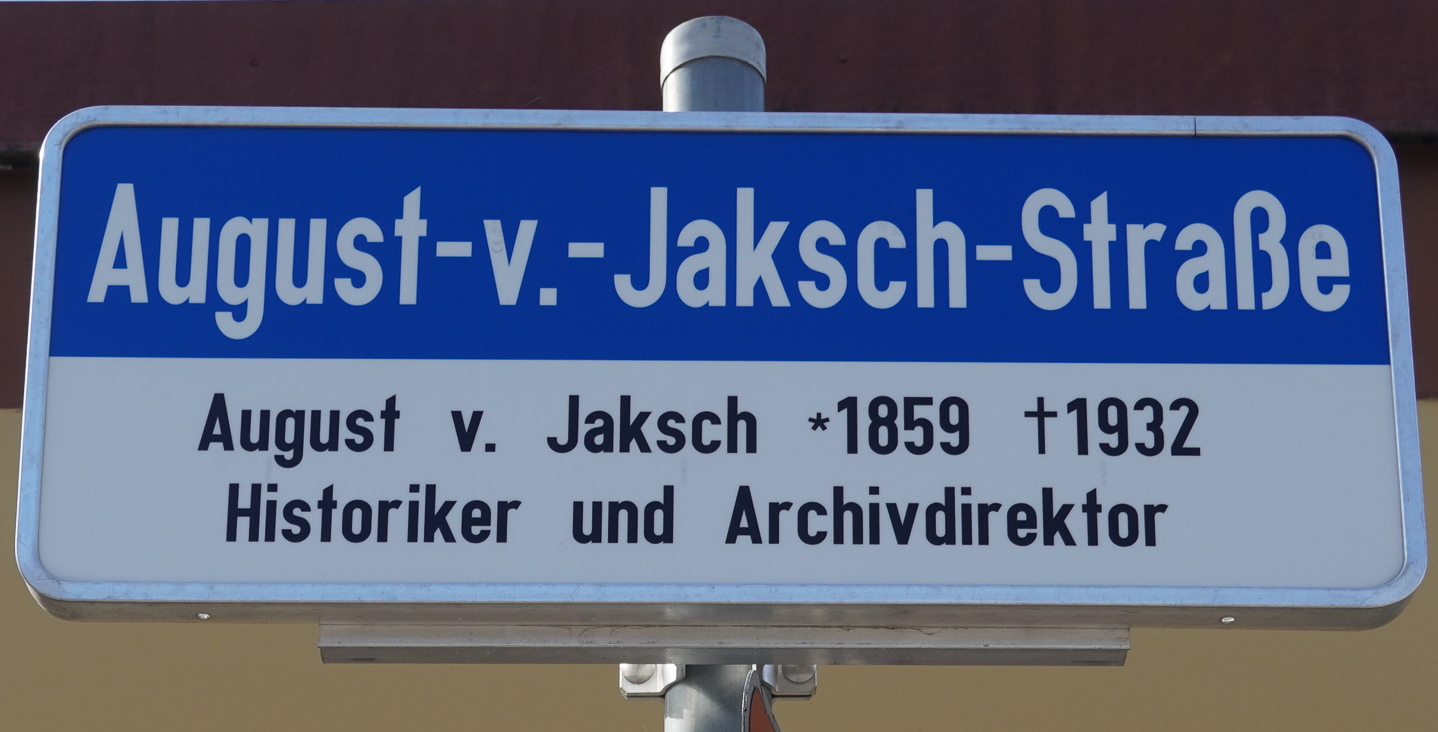 August-v.-Jaksch-Straße
August v. Jaksch *1859 †1932
Historiker und Archivdirektor